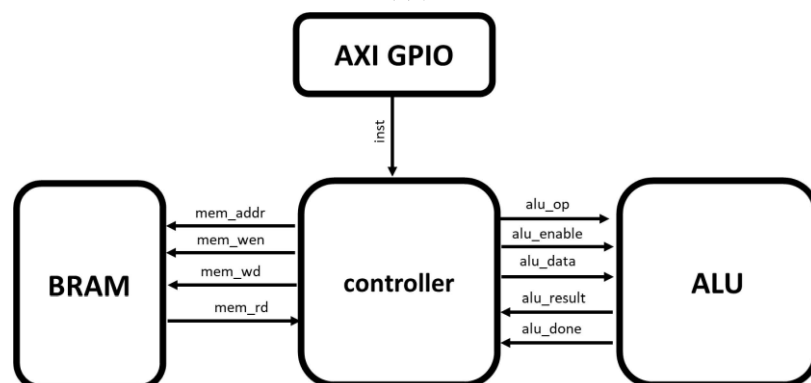 AXI GPIO
inst
mem_addr
mem_wen
mem_wd
mem_rd
BRAM
controller
alu_op
alu_enable
alu_data
alu_result
alu_done
ALU